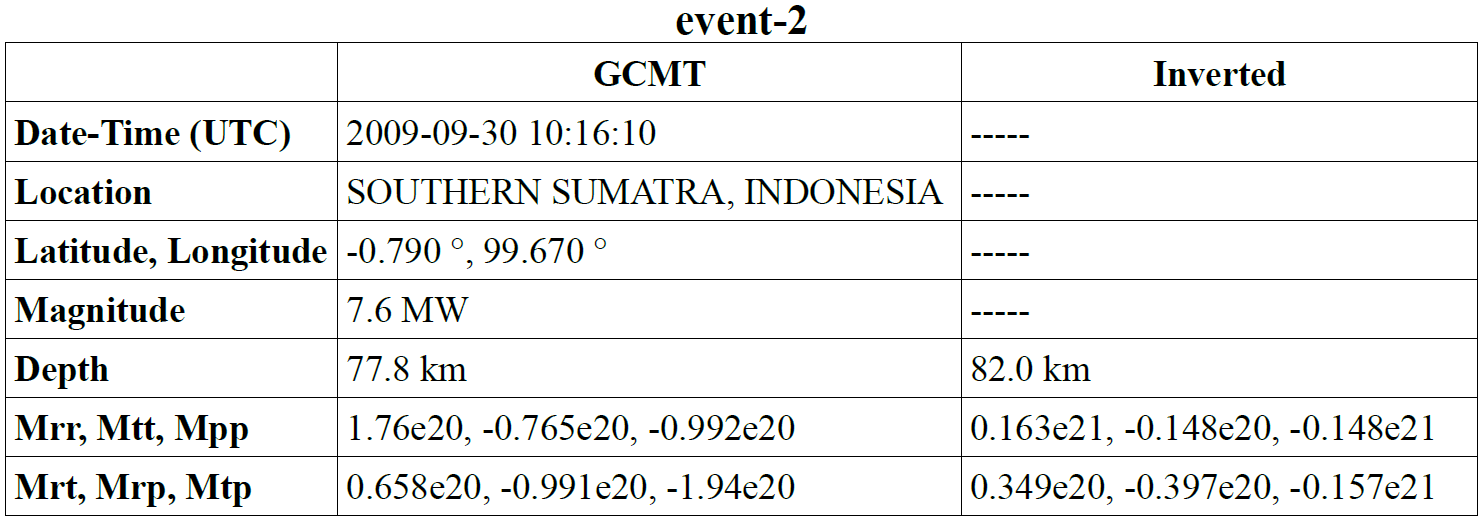 event-2
GCMT Inverted
Date-Time (UTC) 2009-09-30 10:16:10 -----
Location SOUTHERN SUMATRA, INDONESIA -----
Latitude, Longitude -0.790 °, 99.670 ° -----
Magnitude 7.6 MW -----
Depth 77.8 km 82.0 km
Mrr, Mtt, Mpp 1.76e20, -0.765e20, -0.992e20 0.163e21, -0.148e20, -0.148e21
Mrt, Mrp, Mtp 0.658e20, -0.991e20, -1.94e20 0.349e20, -0.397e20, -0.157e21